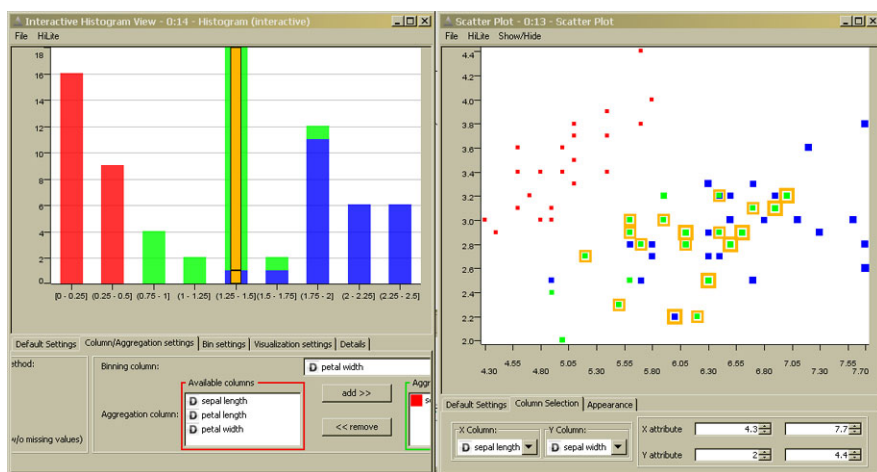 Interactive Histogram View - 0:14 - Histogram (interactive)
File HiLite
18
16
14
12
10
8
6
4
2
0
[0 - 0.25] (0.25 - 0.5] (0.75 - 1] (1 - 1.25] (1.25 - 1.5] (1.5 - 1.75] (1.75 - 2] (2 - 2.25] (2.25 - 2.5]
Default Settings Column/Aggregation settings Bin settings Visualization settings Details
ethod:
Binning column:
D petal width
Available columns
Aggr
D sepal length
D petal length
D petal width
Aggregation column:
add >>
<< remove
w/o missing values)
Scatter Plot - 0:13 - Scatter Plot
File HiLite Show/Hide
4.4
4.2
4.0
3.8
3.6
3.4
3.2
3.0
2.8
2.6
2.4
2.2
2.0
4.55 5.05 5.55 6.05 6.55 7.05 7.55
4.30 4.80 5.30 5.80 6.30 6.80 7.30 7.70
Default Settings Column Selection Appearance
X Column:
D sepal length
Y Column:
D sepal width
X attribute 4.3 7.7
Y attribute 2 4.4